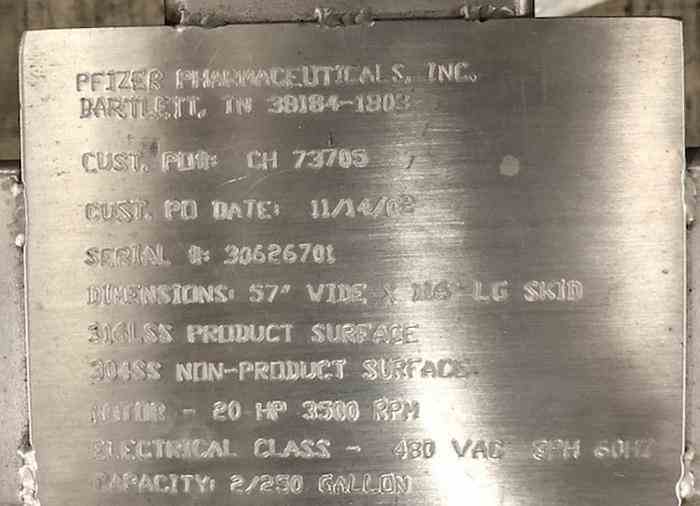 PFIZER PHARMACEUTICALS, INC.
BARTLETT, TN 38184-1803
CUST. PO#: CH 73705
CUST. PO DATE: 11/14/02
SERIAL #: 30626701
DIMENSIONS: 57" WIDE X 116" LG SKID
316LSS PRODUCT SURFACE
304SS NON-PRODUCT SURFACE
MOTOR - 20 HP 3500 RPM
ELECTRICAL CLASS - 480 VAC 3PH 60HZ
CAPACITY: 2/250 GALLON